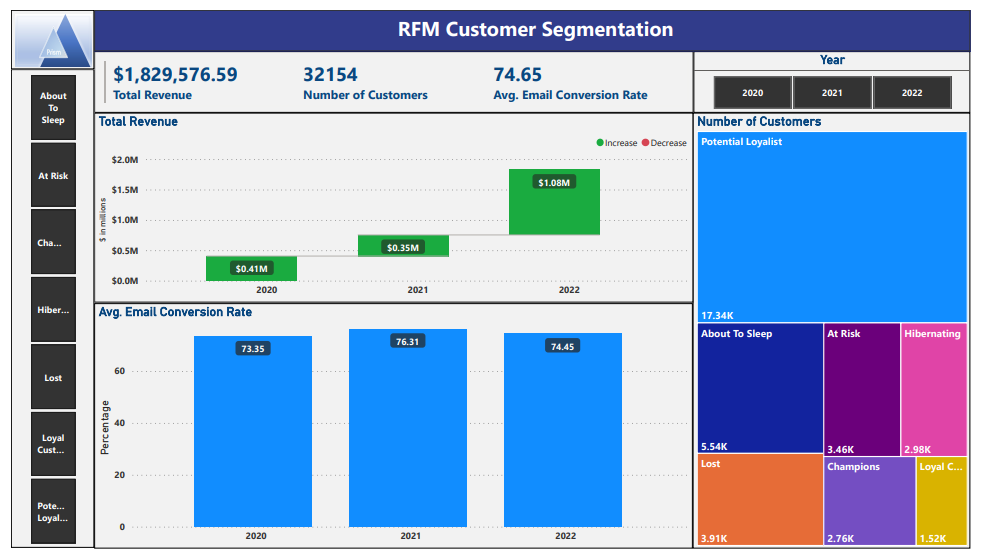 RFM Customer Segmentation
Prem
$1,829,576.59
Total Revenue
32154
Number of Customers
74.65
Avg. Email Conversion Rate
Year
2020
2021
2022
About
To
Sleep
At Risk
Cha...
Hiber...
Lost
Loyal
Cust...
Pote...
Loyal...
Total Revenue
Increase
Decrease
$ in millions
$2.0M
$1.5M
$1.0M
$0.5M
$0.0M
$0.41M
$0.35M
$1.08M
2020
2021
2022
Avg. Email Conversion Rate
Percentage
60
40
20
0
73.35
76.31
74.45
2020
2021
2022
Number of Customers
Potential Loyalist
17.34K
About To Sleep
5.54K
At Risk
3.46K
Hibernating
2.98K
Lost
3.91K
Champions
2.76K
Loyal C...
1.52K